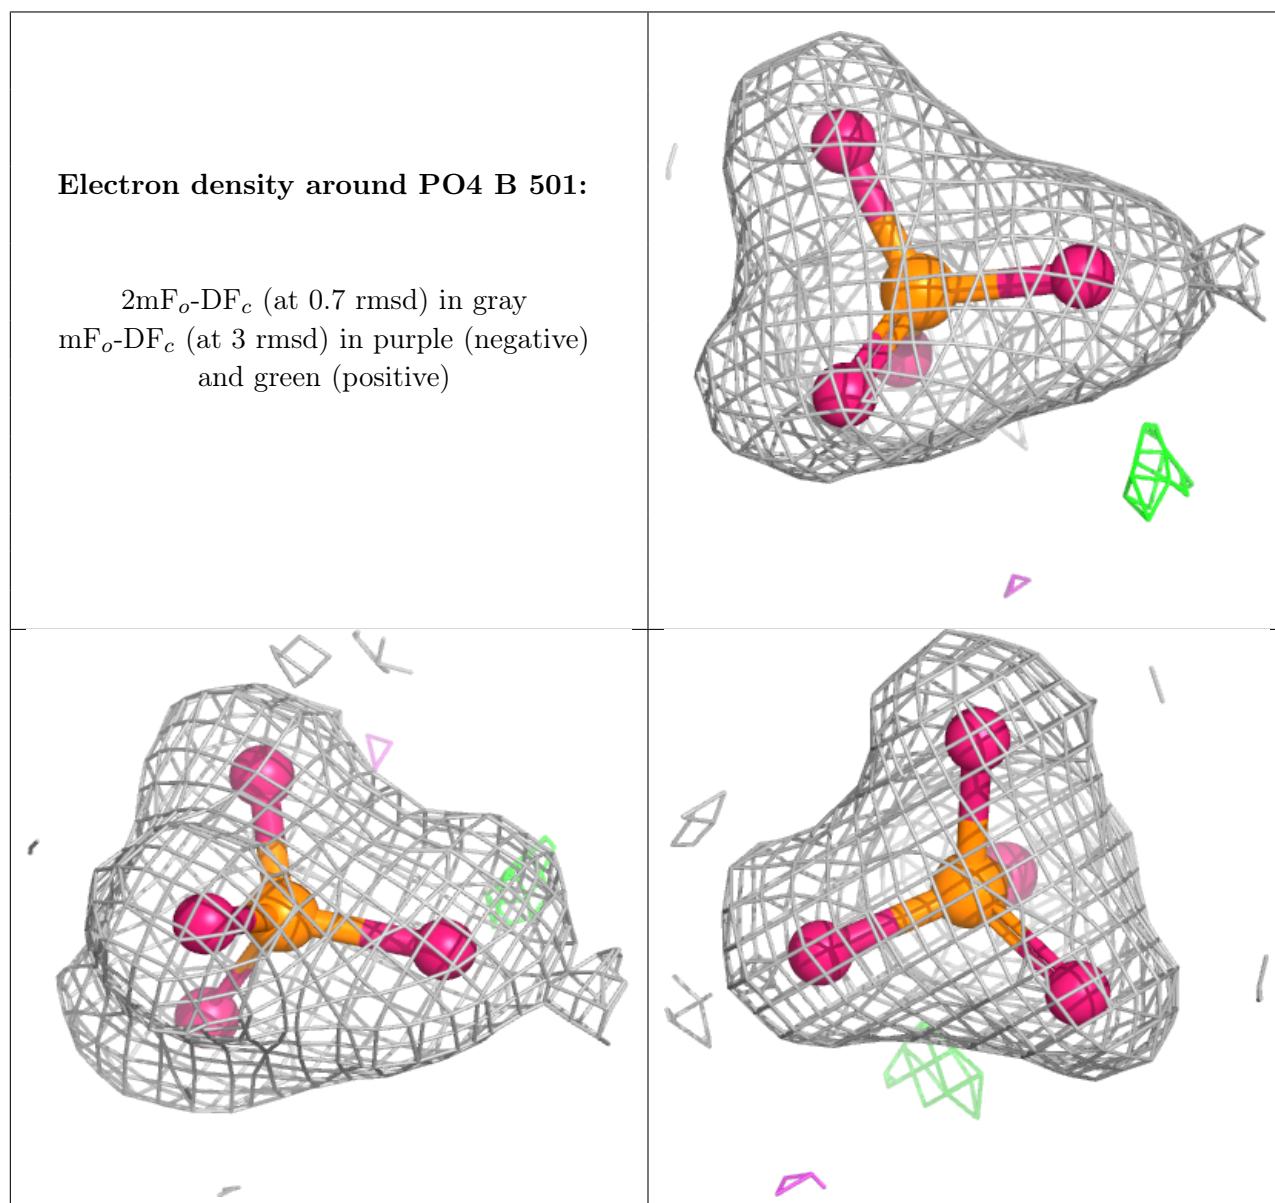 Electron density around PO4 B 501:
2mFo-DFc (at 0.7 rmsd) in gray
mFo-DFc (at 3 rmsd) in purple (negative)
and green (positive)